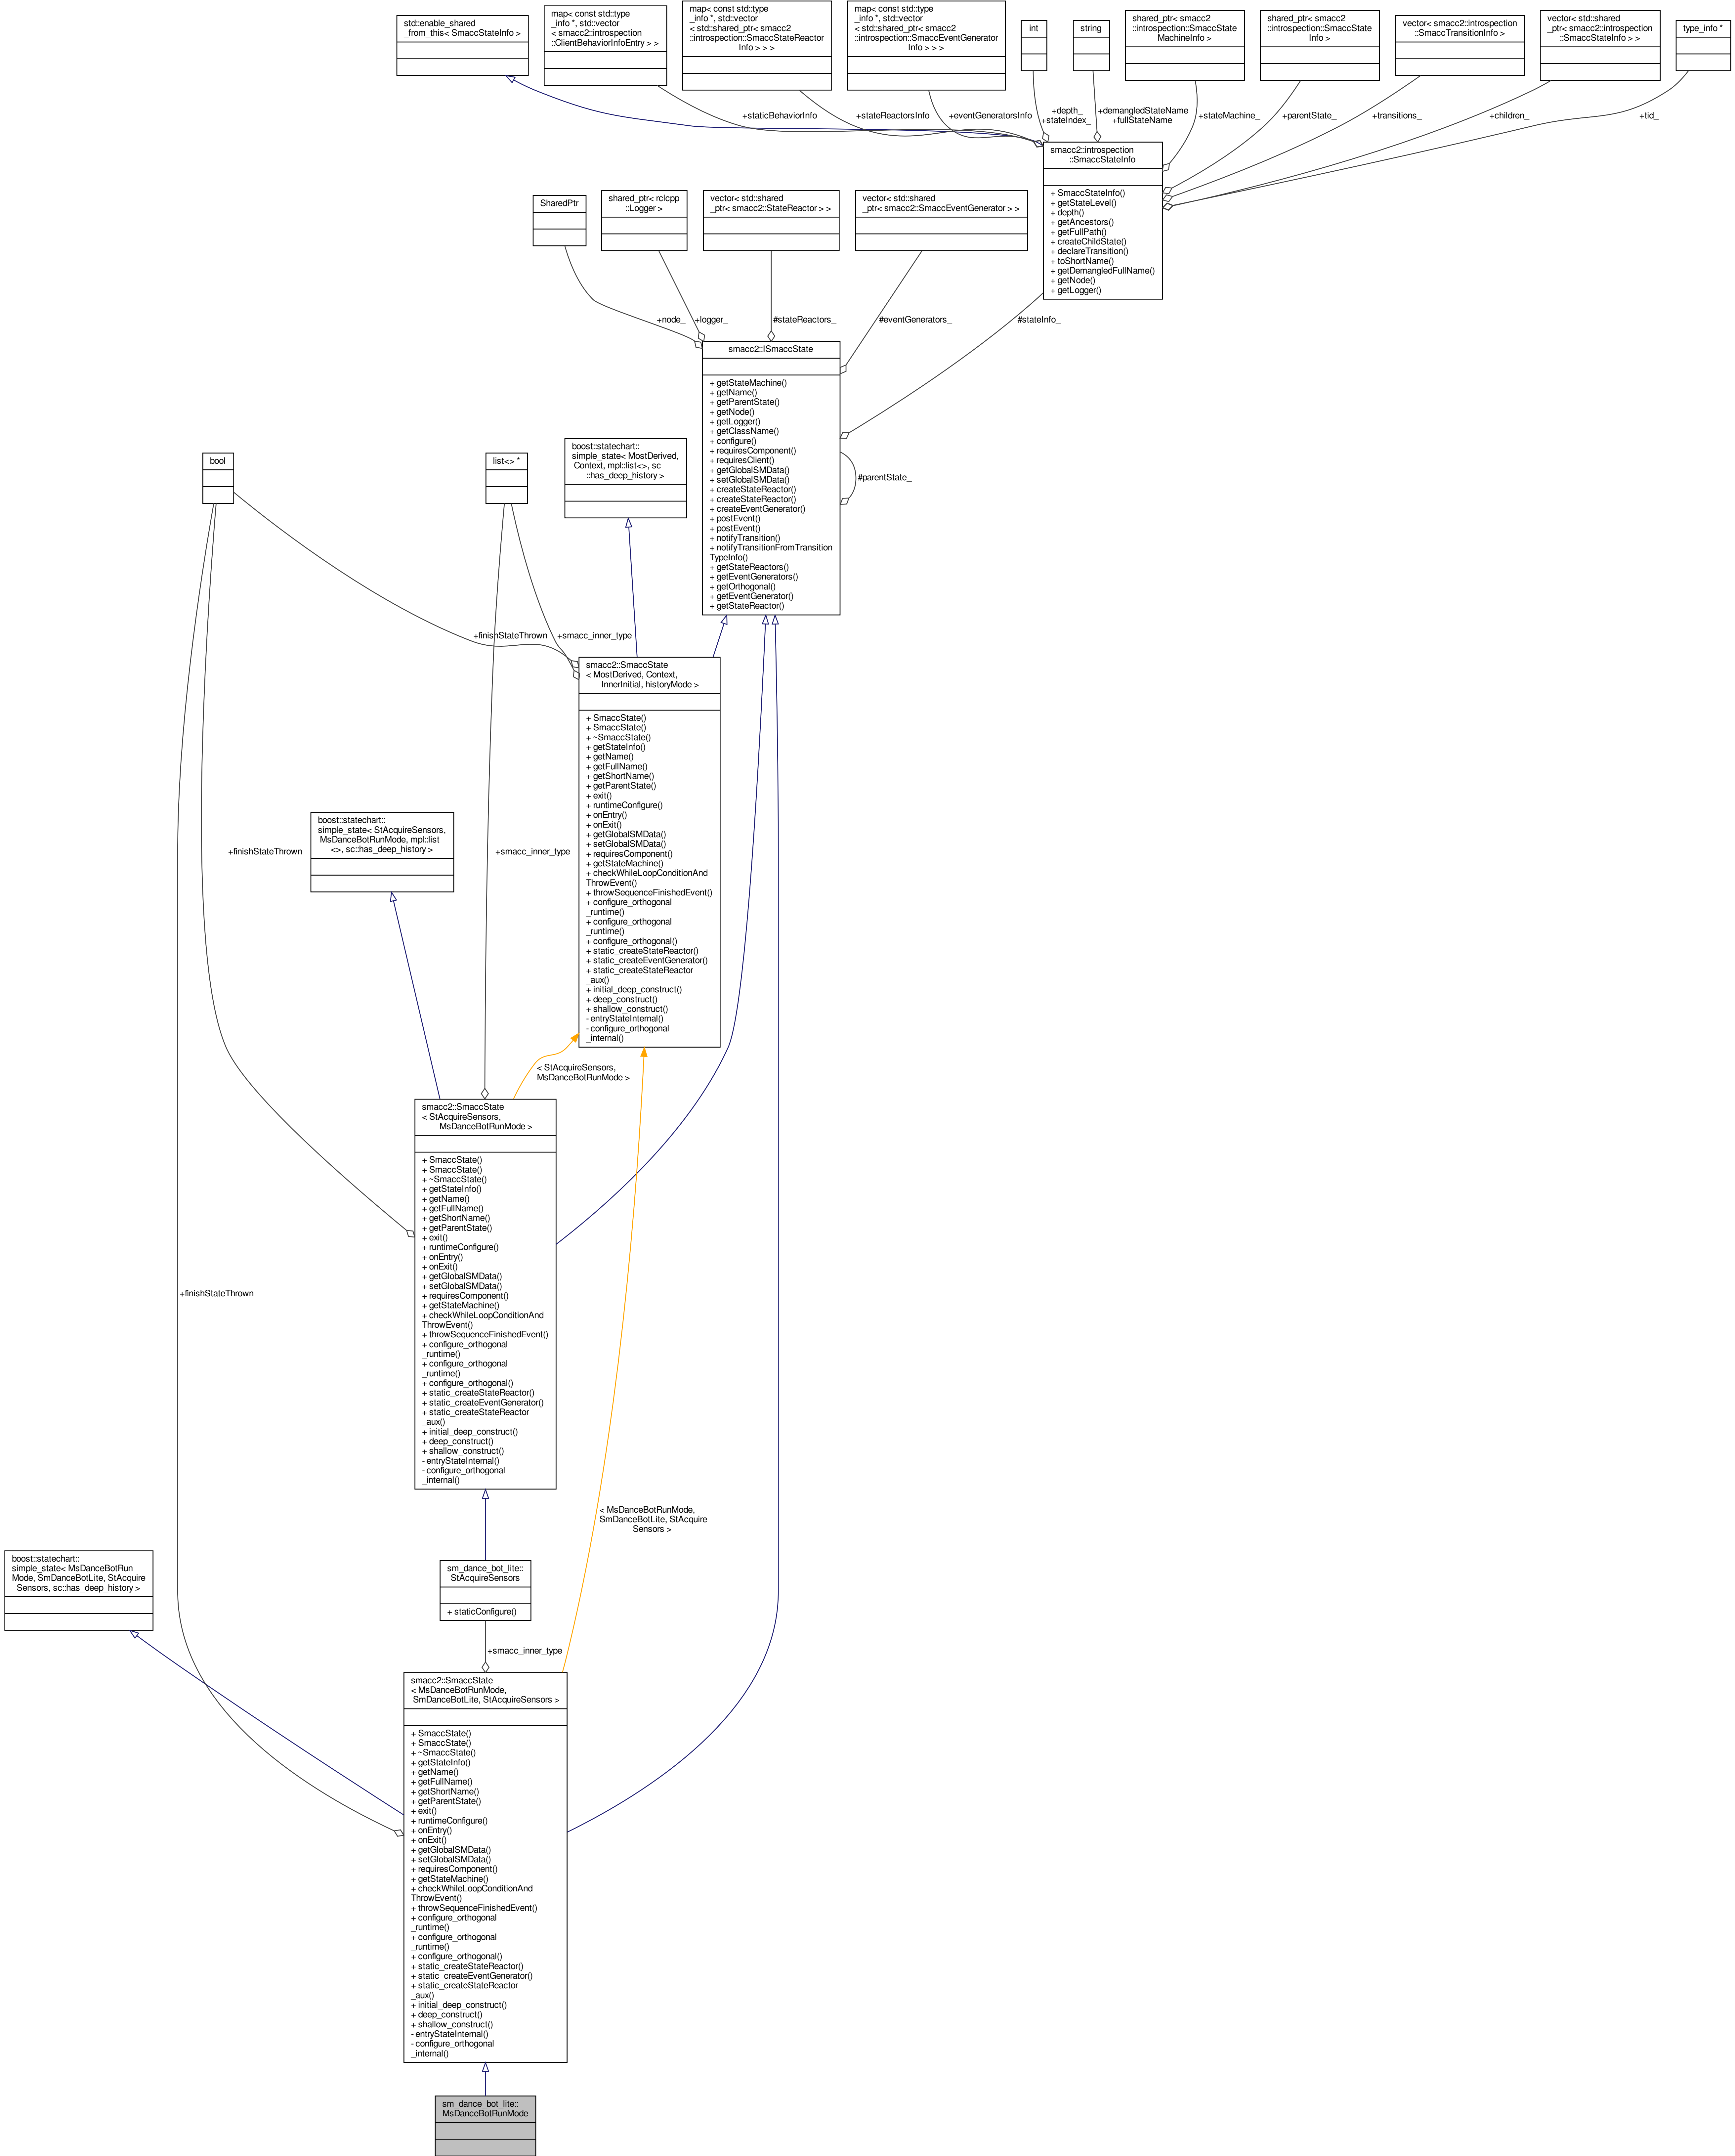 std::enable_shared
_from_this< SmaccStateInfo >
map< const std::type
_info *, std::vector
< smacc2::introspection
::ClientBehaviorInfoEntry > >
map< const std::type
_info *, std::vector
< std::shared_ptr< smacc2
::introspection::SmaccStateReactor
Info > > >
map< const std::type
_info *, std::vector
< std::shared_ptr< smacc2
::introspection::SmaccEventGenerator
Info > > >
int
string
shared_ptr< smacc2
::introspection::SmaccState
MachineInfo >
shared_ptr< smacc2
::introspection::SmaccState
Info >
vector< smacc2::introspection
::SmaccTransitionInfo >
vector< std::shared
_ptr< smacc2::introspection
::SmaccStateInfo > >
type_info *
+staticBehaviorInfo
+stateReactorsInfo
+eventGeneratorsInfo
+depth_
+stateIndex_
+demangledStateName
+fullStateName
+stateMachine_
+parentState_
+transitions_
+children_
+tid_
smacc2::introspection
::SmaccStateInfo
+ SmaccStateInfo()
+ getStateLevel()
+ depth()
+ getAncestors()
+ getFullPath()
+ createChildState()
+ declareTransition()
+ toShortName()
+ getDemangledFullName()
+ getNode()
+ getLogger()
SharedPtr
shared_ptr< rclcpp
::Logger >
vector< std::shared
_ptr< smacc2::StateReactor > >
vector< std::shared
_ptr< smacc2::SmaccEventGenerator > >
+node_
+logger_
#stateReactors_
#eventGenerators_
#stateInfo_
smacc2::ISmaccState
+ getStateMachine()
+ getName()
+ getParentState()
+ getNode()
+ getLogger()
+ getClassName()
+ configure()
+ requiresComponent()
+ requiresClient()
+ getGlobalSMData()
+ setGlobalSMData()
+ createStateReactor()
+ createStateReactor()
+ createEventGenerator()
+ postEvent()
+ postEvent()
+ notifyTransition()
+ notifyTransitionFromTransition
TypeInfo()
+ getStateReactors()
+ getEventGenerators()
+ getOrthogonal()
+ getEventGenerator()
+ getStateReactor()
#parentState_
bool
list<> *
boost::statechart::
simple_state< MostDerived,
Context, mpl::list<>, sc
::has_deep_history >
+finishStateThrown
+smacc_inner_type
smacc2::SmaccState
< MostDerived, Context,
InnerInitial, historyMode >
+ SmaccState()
+ SmaccState()
+ ~SmaccState()
+ getStateInfo()
+ getName()
+ getFullName()
+ getShortName()
+ getParentState()
+ exit()
+ runtimeConfigure()
+ onEntry()
+ onExit()
+ getGlobalSMData()
+ setGlobalSMData()
+ requiresComponent()
+ getStateMachine()
+ checkWhileLoopConditionAnd
ThrowEvent()
+ throwSequenceFinishedEvent()
+ configure_orthogonal
_runtime()
+ configure_orthogonal
_runtime()
+ configure_orthogonal()
+ static_createStateReactor()
+ static_createEventGenerator()
+ static_createStateReactor
_aux()
+ initial_deep_construct()
+ deep_construct()
+ shallow_construct()
- entryStateInternal()
- configure_orthogonal
_internal()
boost::statechart::
simple_state< StAcquireSensors,
MsDanceBotRunMode, mpl::list
<>, sc::has_deep_history >
+finishStateThrown
+smacc_inner_type
< StAcquireSensors,
MsDanceBotRunMode >
smacc2::SmaccState
< StAcquireSensors,
MsDanceBotRunMode >
+ SmaccState()
+ SmaccState()
+ ~SmaccState()
+ getStateInfo()
+ getName()
+ getFullName()
+ getShortName()
+ getParentState()
+ exit()
+ runtimeConfigure()
+ onEntry()
+ onExit()
+ getGlobalSMData()
+ setGlobalSMData()
+ requiresComponent()
+ getStateMachine()
+ checkWhileLoopConditionAnd
ThrowEvent()
+ throwSequenceFinishedEvent()
+ configure_orthogonal
_runtime()
+ configure_orthogonal
_runtime()
+ configure_orthogonal()
+ static_createStateReactor()
+ static_createEventGenerator()
+ static_createStateReactor
_aux()
+ initial_deep_construct()
+ deep_construct()
+ shallow_construct()
- entryStateInternal()
- configure_orthogonal
_internal()
+finishStateThrown
< MsDanceBotRunMode,
SmDanceBotLite, StAcquire
Sensors >
boost::statechart::
simple_state< MsDanceBotRun
Mode, SmDanceBotLite, StAcquire
Sensors, sc::has_deep_history >
sm_dance_bot_lite::
StAcquireSensors
+ staticConfigure()
+smacc_inner_type
smacc2::SmaccState
< MsDanceBotRunMode,
SmDanceBotLite, StAcquireSensors >
+ SmaccState()
+ SmaccState()
+ ~SmaccState()
+ getStateInfo()
+ getName()
+ getFullName()
+ getShortName()
+ getParentState()
+ exit()
+ runtimeConfigure()
+ onEntry()
+ onExit()
+ getGlobalSMData()
+ setGlobalSMData()
+ requiresComponent()
+ getStateMachine()
+ checkWhileLoopConditionAnd
ThrowEvent()
+ throwSequenceFinishedEvent()
+ configure_orthogonal
_runtime()
+ configure_orthogonal
_runtime()
+ configure_orthogonal()
+ static_createStateReactor()
+ static_createEventGenerator()
+ static_createStateReactor
_aux()
+ initial_deep_construct()
+ deep_construct()
+ shallow_construct()
- entryStateInternal()
- configure_orthogonal
_internal()
sm_dance_bot_lite::
MsDanceBotRunMode